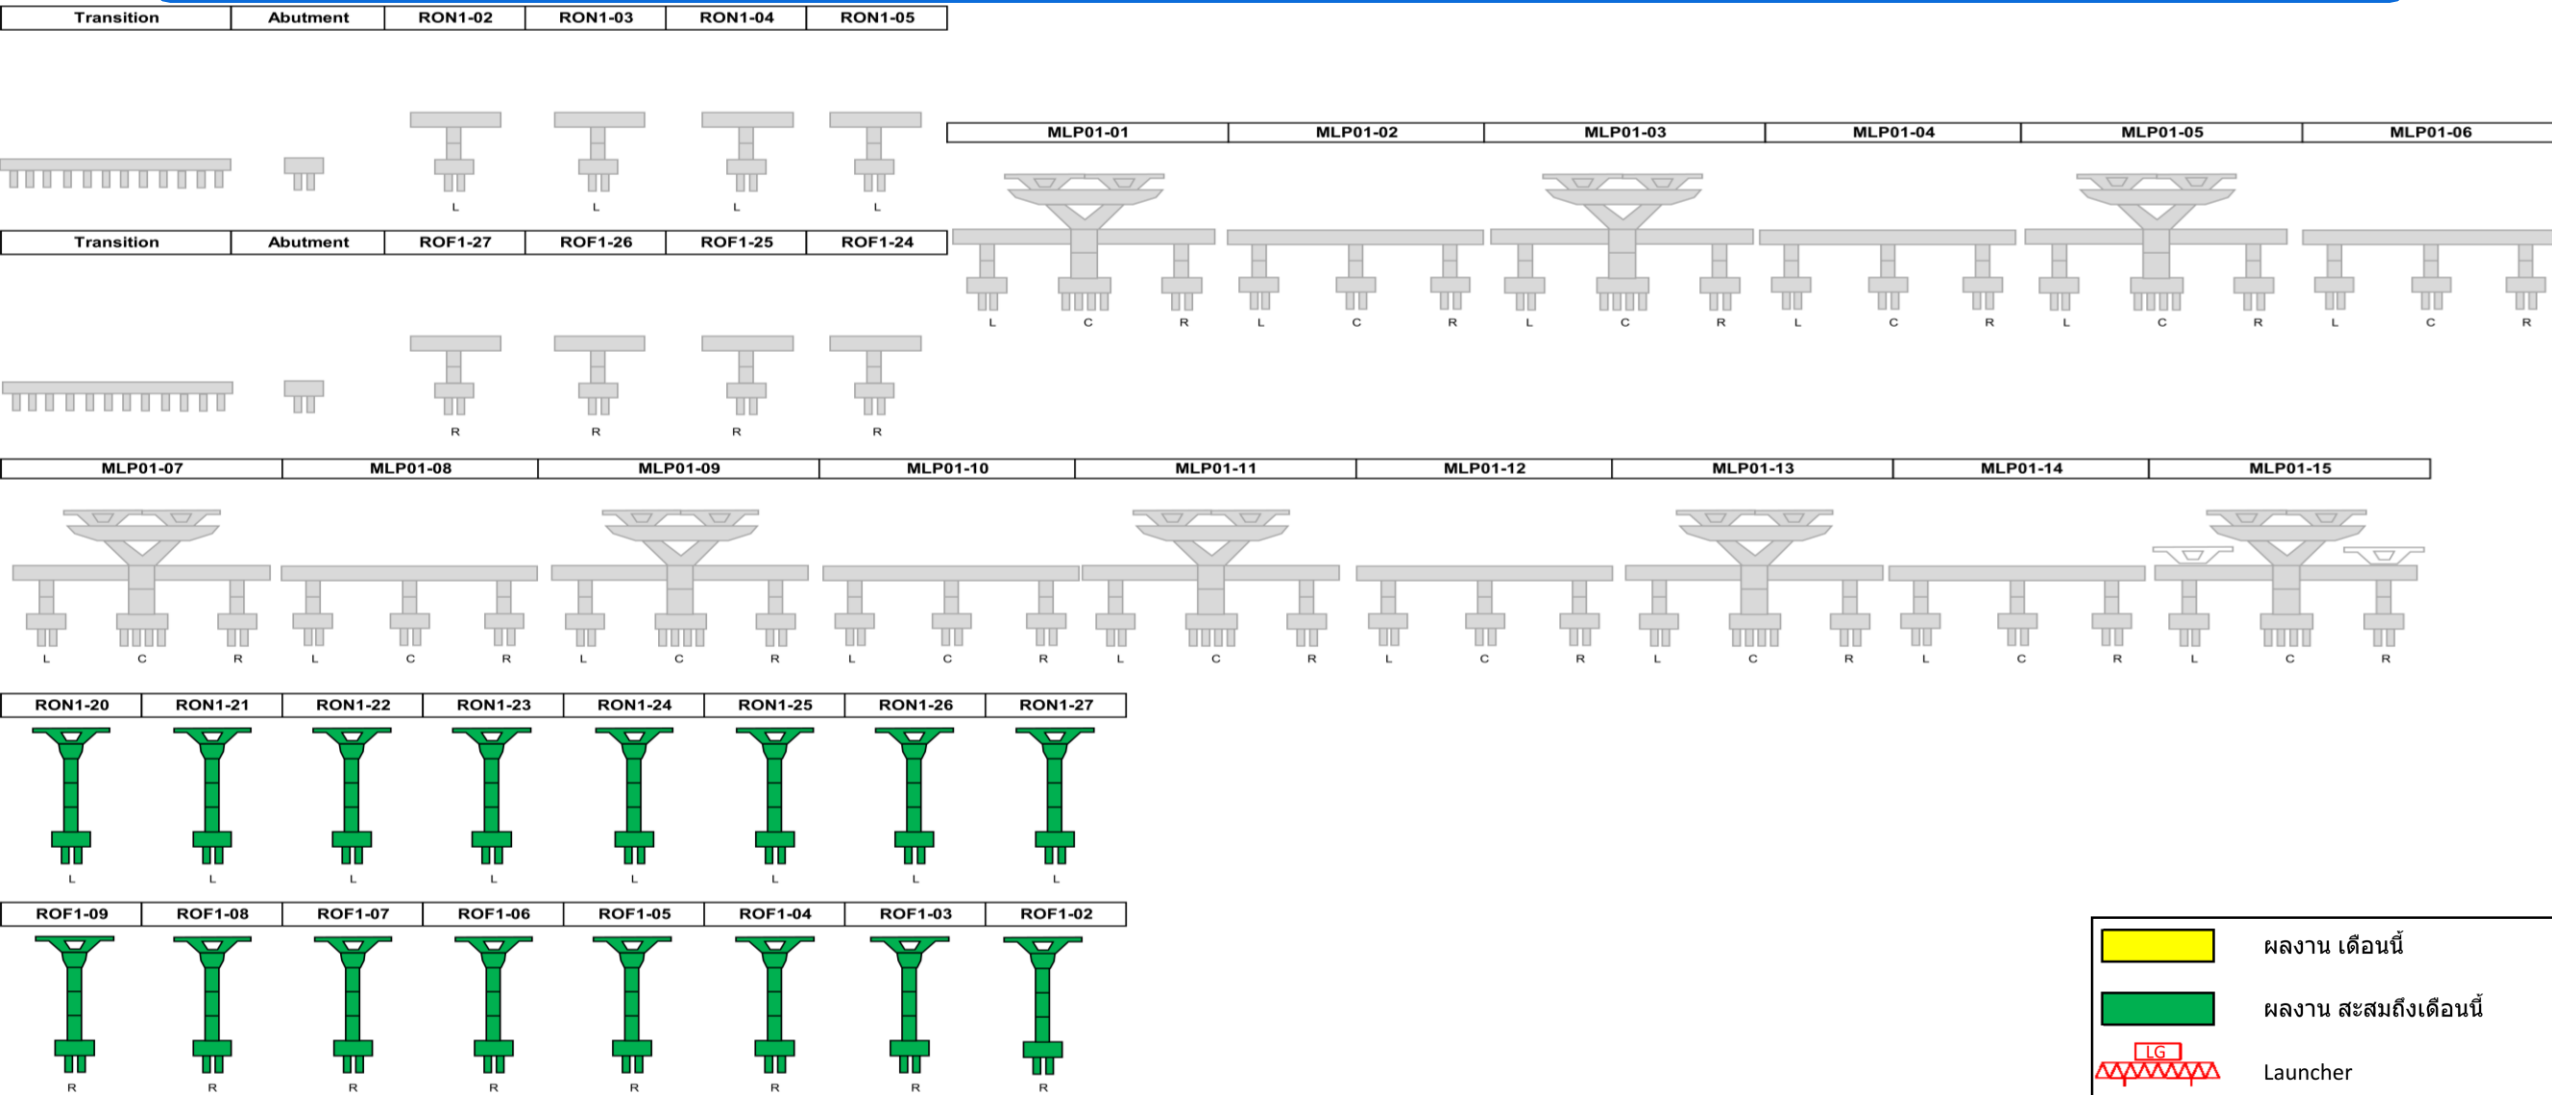 Transition Abutment RON1-02 RON1-03 RON1-04 RON1-05
L L L L
MLP01-01 MLP01-02 MLP01-03 MLP01-04 MLP01-05 MLP01-06
L C R L C R L C R L C R L C R L C R
Transition Abutment ROF1-27 ROF1-26 ROF1-25 ROF1-24
R R R R
MLP01-07 MLP01-08 MLP01-09 MLP01-10 MLP01-11 MLP01-12 MLP01-13 MLP01-14 MLP01-15
L C R L C R L C R L C R L C R L C R L C R L C R L C R
RON1-20 RON1-21 RON1-22 RON1-23 RON1-24 RON1-25 RON1-26 RON1-27
L L L L L L L L
ROF1-09 ROF1-08 ROF1-07 ROF1-06 ROF1-05 ROF1-04 ROF1-03 ROF1-02
R R R R R R R R
ผลงาน เดือนนี้
ผลงาน สะสมถึงเดือนนี้
LG Launcher